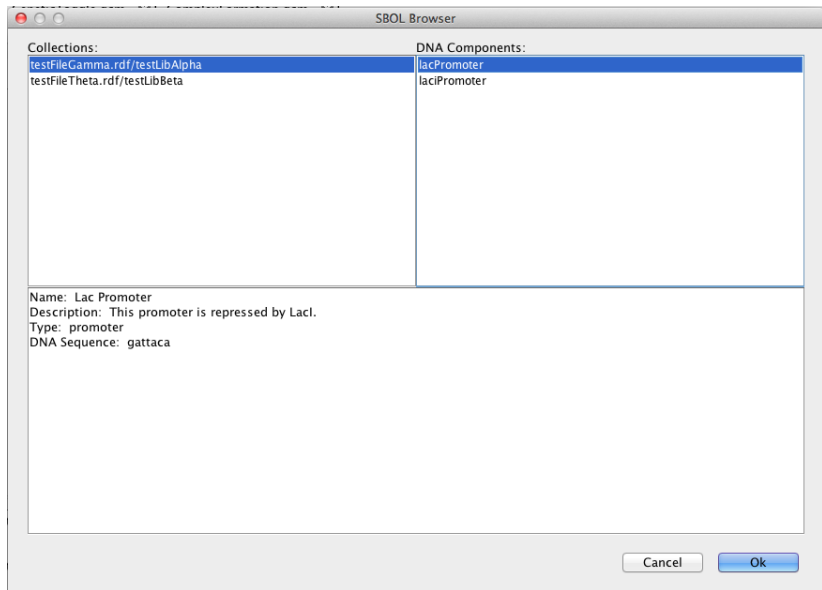 SBOL Browser
Collections:
testFileGamma.rdf/testLibAlpha
testFileTheta.rdf/testLibBeta
DNA Components:
lacPromoter
laciPromoter
Name: Lac Promoter
Description: This promoter is repressed by LacI.
Type: promoter
DNA Sequence: gattaca
Cancel
Ok